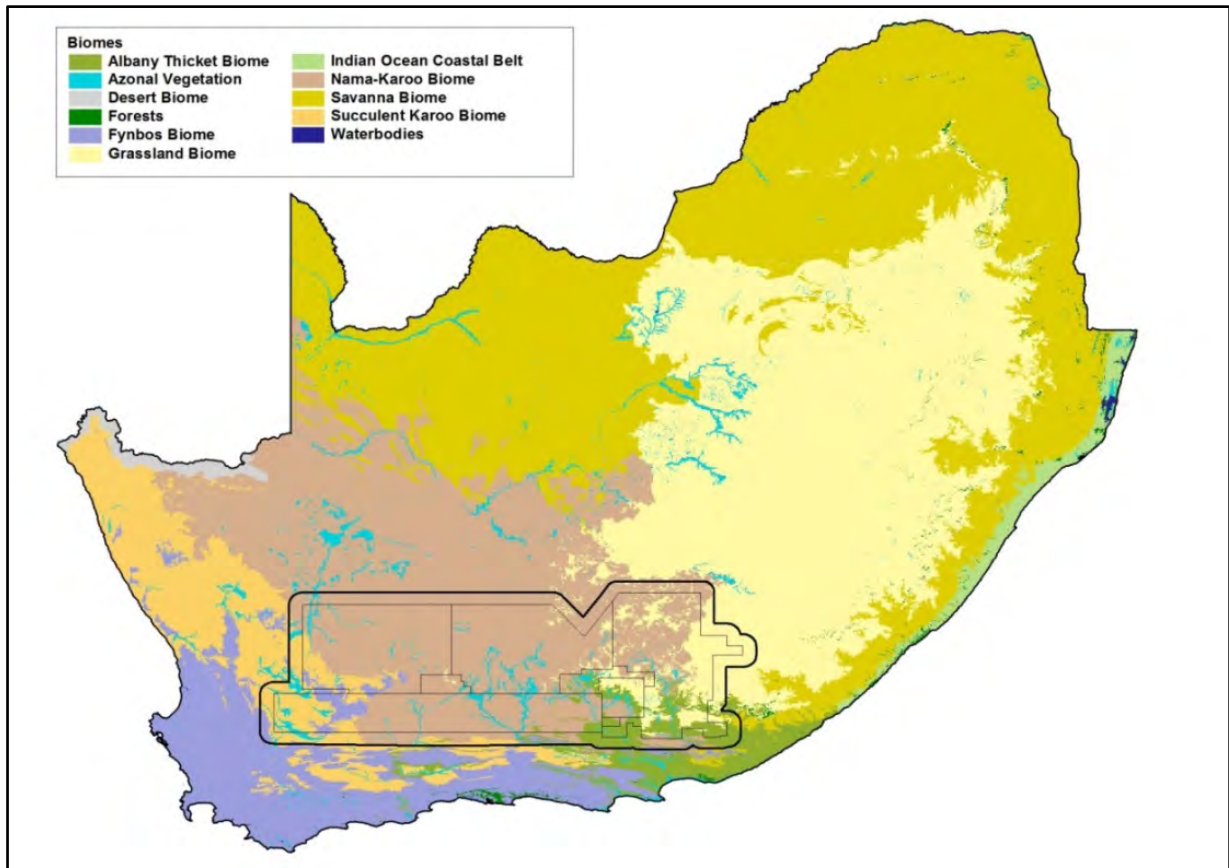 Biomes
Albany Thicket Biome
Azonal Vegetation
Desert Biome
Forests
Fynbos Biome
Grassland Biome
Indian Ocean Coastal Belt
Nama-Karoo Biome
Savanna Biome
Succulent Karoo Biome
Waterbodies